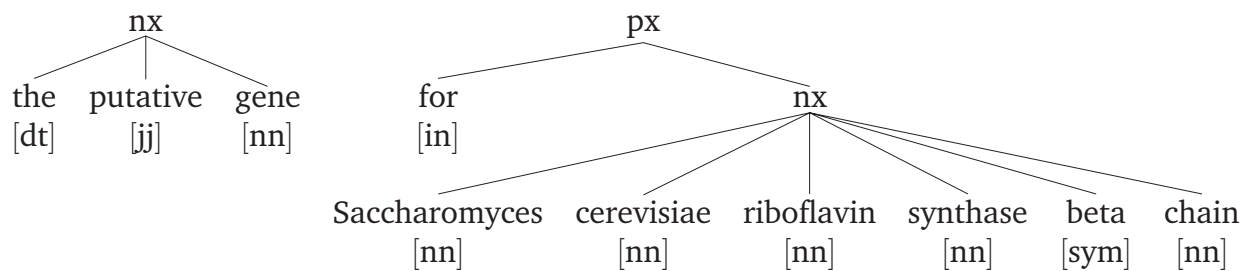 nx px
the putative gene for nx
[dt] [jj] [nn] [in]
Saccharomyces cerevisiae riboflavin synthase beta chain
[nn] [nn] [nn] [nn] [sym] [nn]